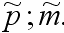 p̃ ; m̃.